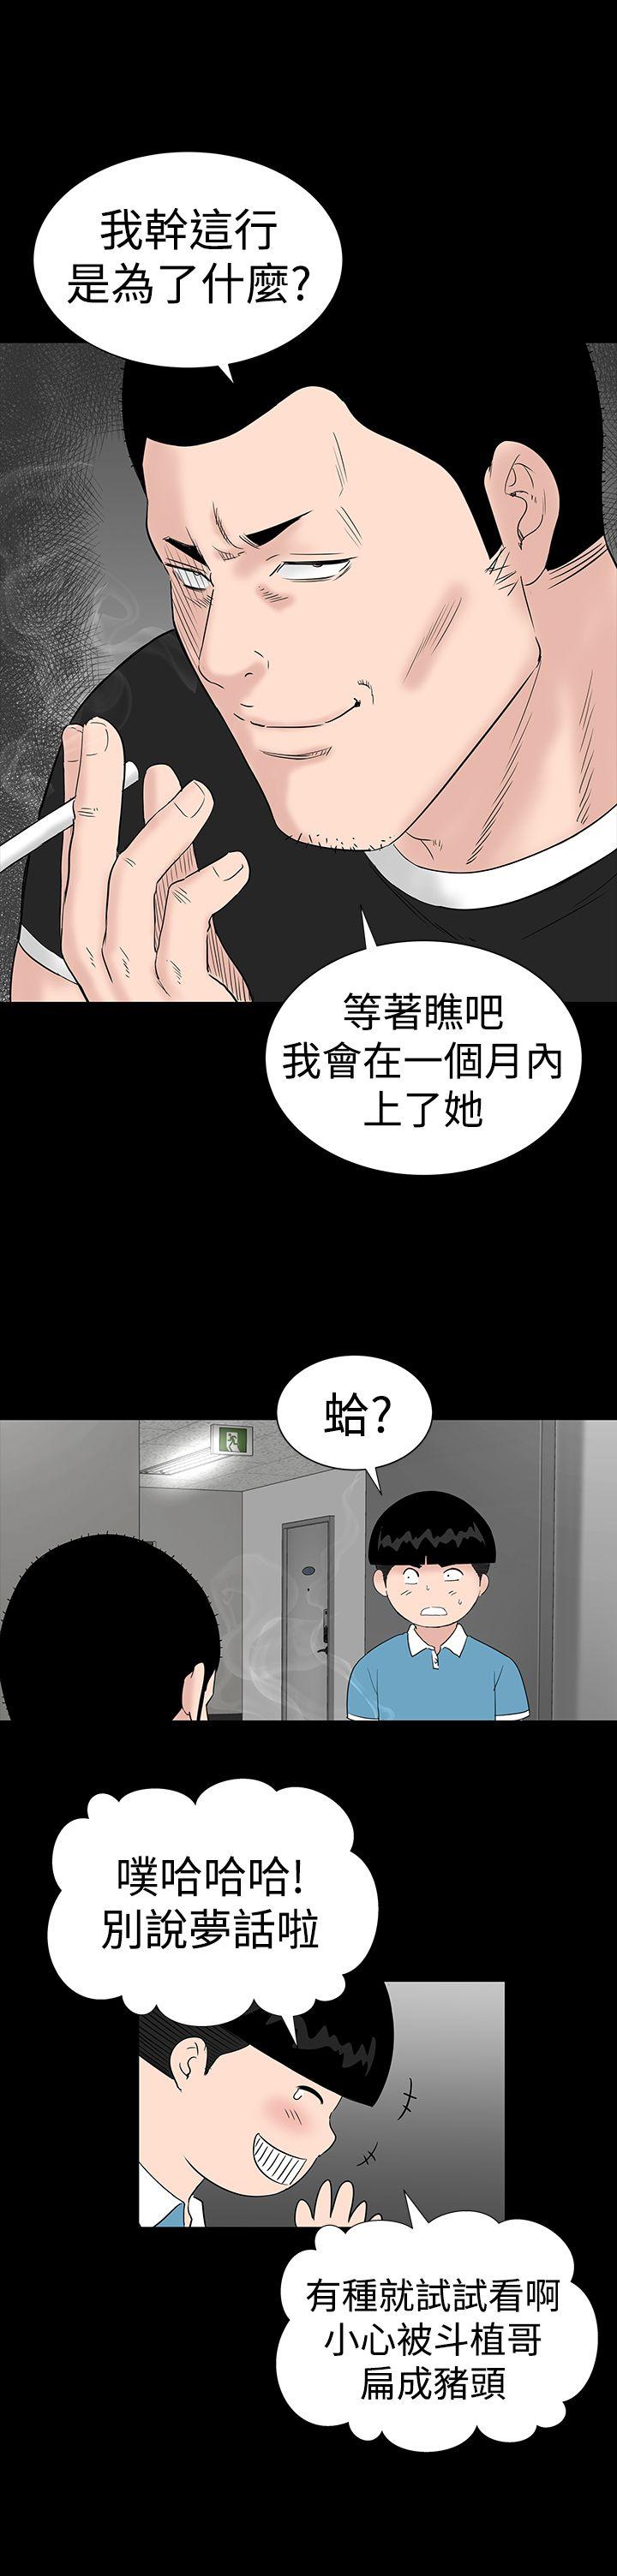 我幹這行
是為了什麼?
等著瞧吧
我會在一個月內
上了她
蛤?
噗哈哈哈!
別說夢話啦
有種就試試看啊
小心被斗植哥
扁成豬頭